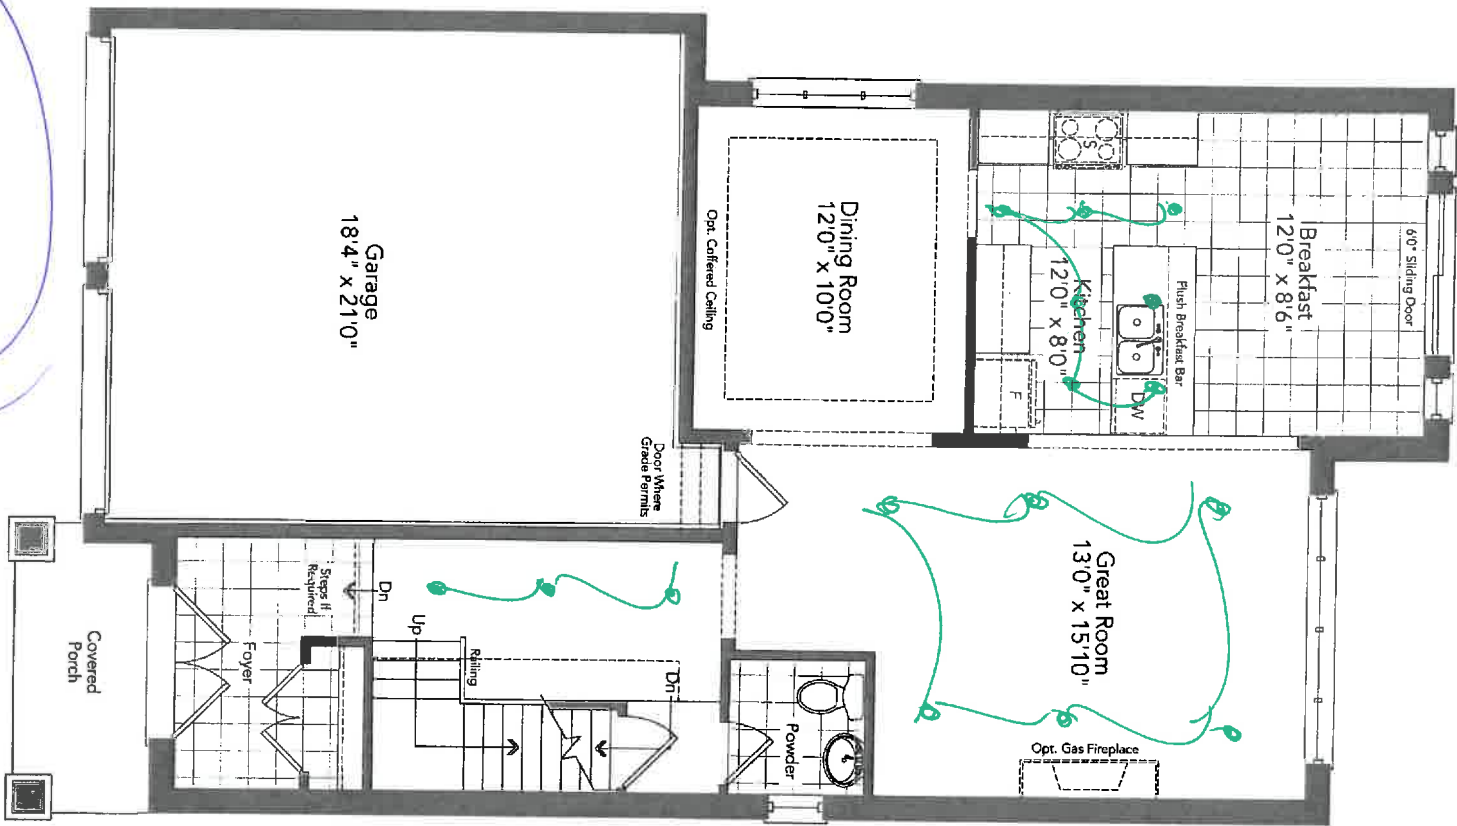 6'0" Sliding Door
Breakfast
12'0" x 8'6"
Flush Breakfast Bar
Kitchen
12'0" x 8'0"
S
DW
F
Dining Room
12'0" x 10'0"
Opt. Coffered Ceiling
Great Room
13'0" x 15'10"
Opt. Gas Fireplace
Garage
18'4" x 21'0"
Door Where
Grade Permits
Powder
Dn
Railing
Up
Dn
Steps If
Required
Foyer
Covered
Porch